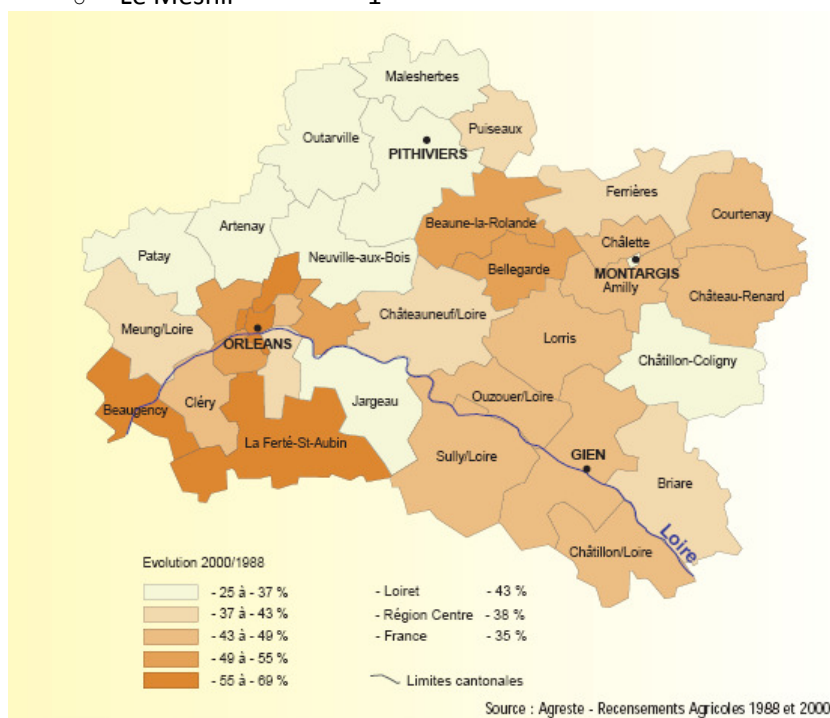 Malesherbes
Puiseaux
Outarville
PITHIVIERS
Ferrières
Courtenay
Beaune-la-Rolande
Artenay
Châlette
Patay
Neuville-aux-Bois
Bellegarde
MONTARGIS
Amilly
Château-Renard
Châteauneuf/Loire
Meung/Loire
Lorris
ORLEANS
Châtillon-Coligny
Ouzouer/Loire
Cléry
Jargeau
Beaugency
La Ferté-St-Aubin
Sully/Loire
GIEN
Briare
Loire
Châtillon/Loire
Evolution 2000/1988
- 25 à - 37 % - Loiret - 43 %
- 37 à - 43 % - Région Centre - 38 %
- 43 à - 49 % - France - 35 %
- 49 à - 55 %
- 55 à - 69 % Limites cantonales
Source : Agreste - Recensements Agricoles 1988 et 2000